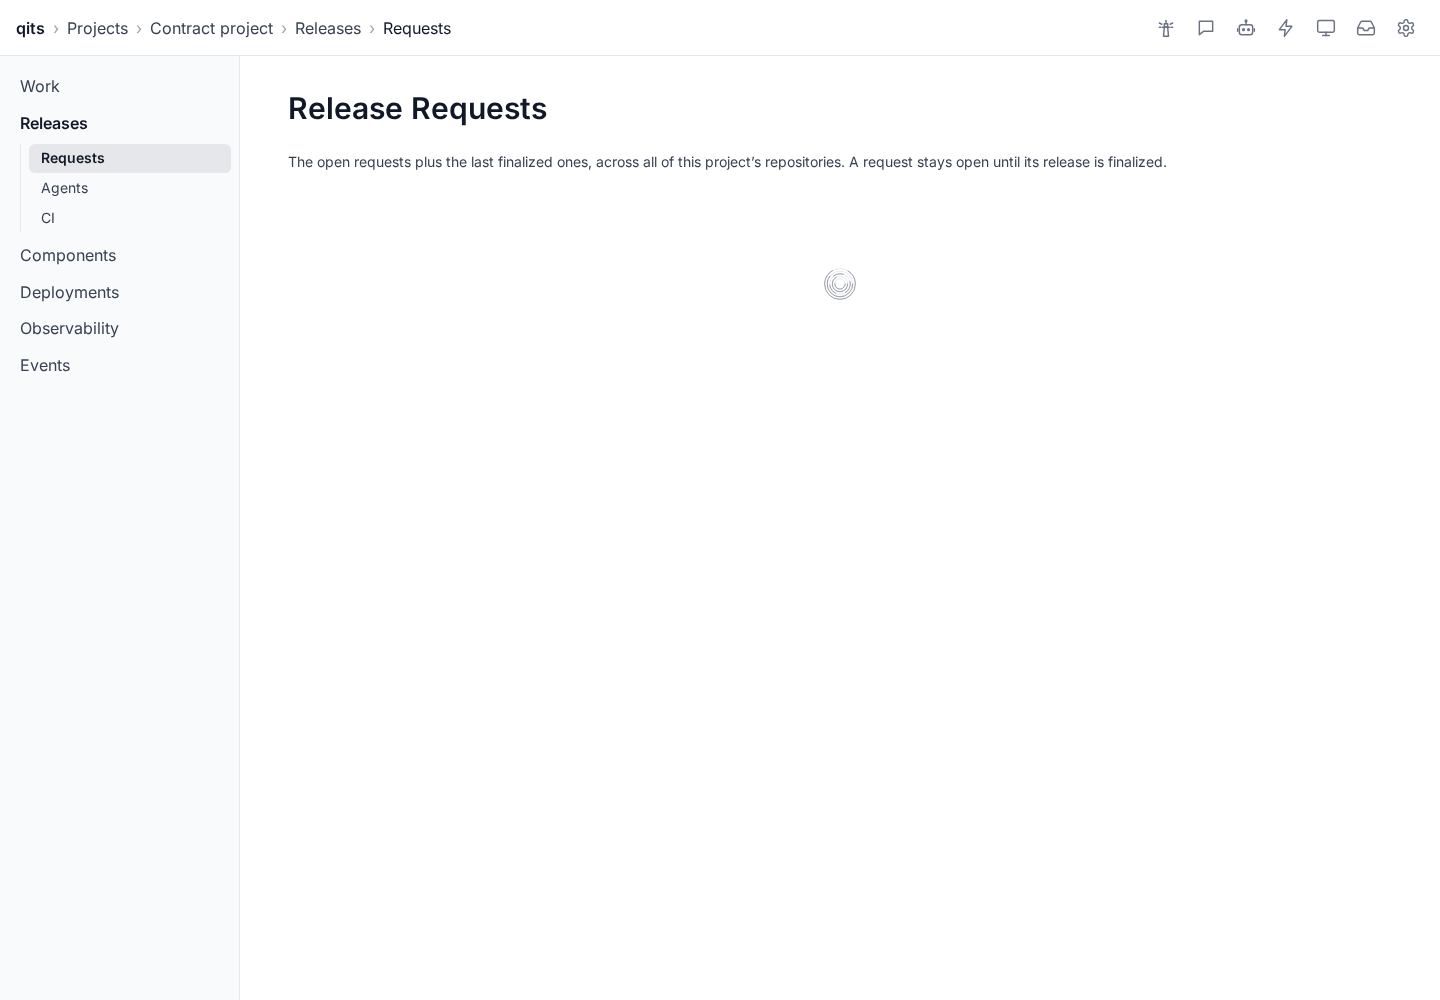 qits › Projects › Contract project › Releases › Requests
Work
Releases
Requests
Agents
CI
Components
Deployments
Observability
Events
Release Requests
The open requests plus the last finalized ones, across all of this project’s repositories. A request stays open until its release is finalized.